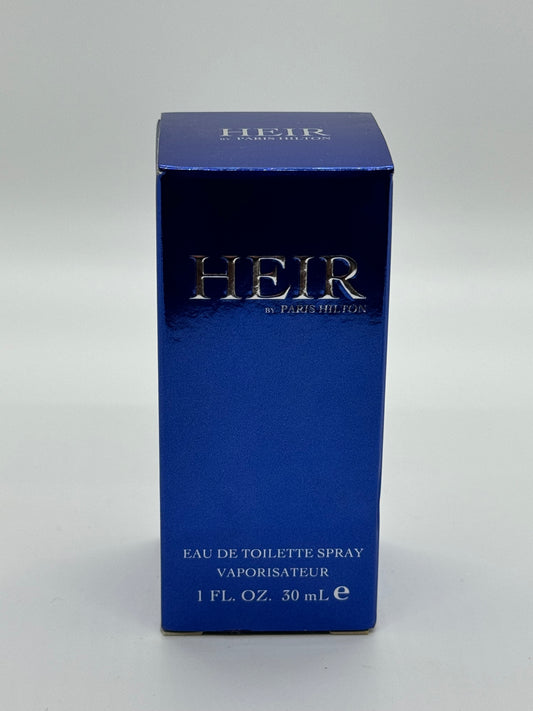 HEIR
BY PARIS HILTON
HEIR
BY PARIS HILTON
EAU DE TOILETTE SPRAY
VAPORISATEUR
1 FL. OZ. 30 mL ℮